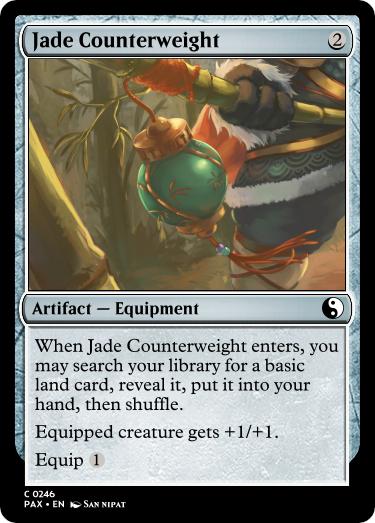 Jade Counterweight 2
Artifact — Equipment
When Jade Counterweight enters, you
may search your library for a basic
land card, reveal it, put it into your
hand, then shuffle.
Equipped creature gets +1/+1.
Equip 1
C 0246
PAX • EN San Nipat